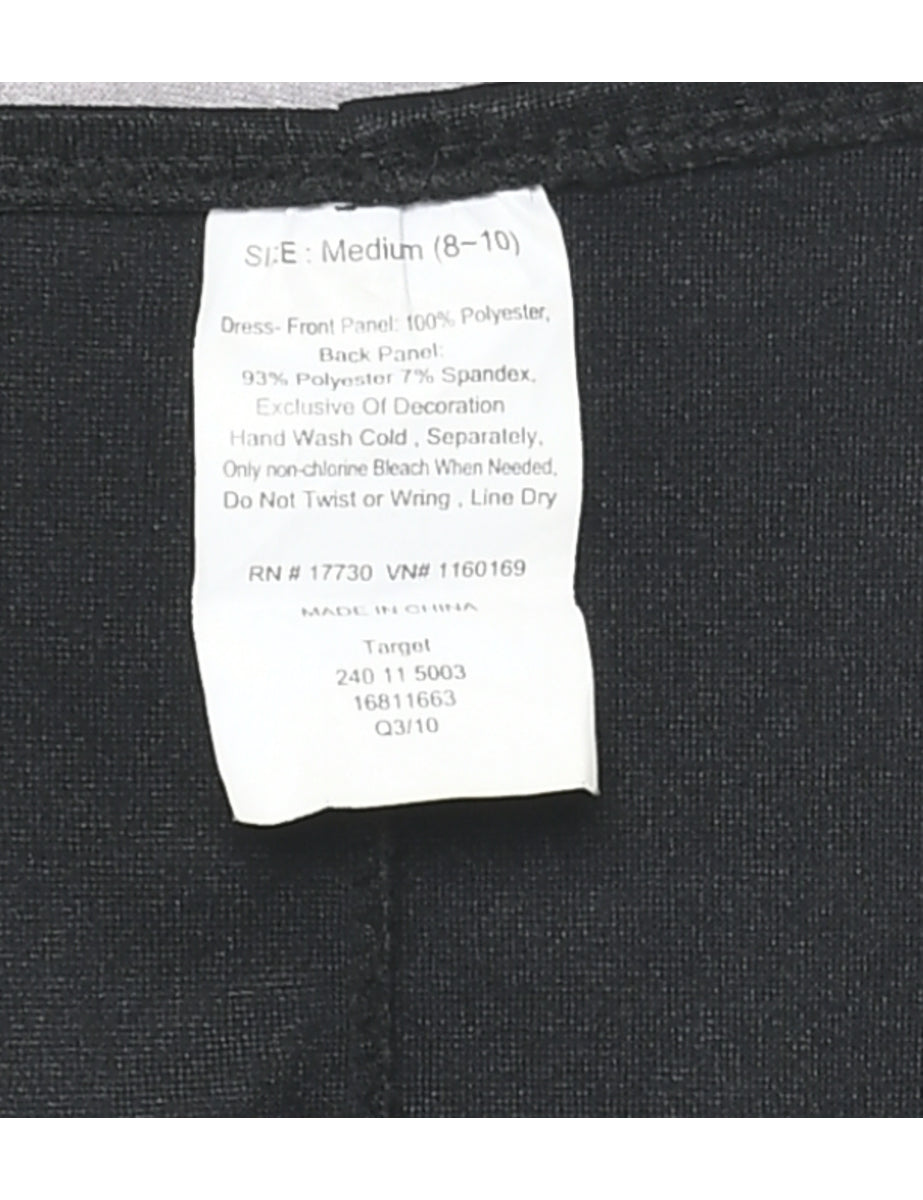 SIZE : Medium (8-10)
Dress- Front Panel: 100% Polyester,
Back Panel:
93% Polyester 7% Spandex,
Exclusive Of Decoration
Hand Wash Cold , Separately,
Only non-chlorine Bleach When Needed,
Do Not Twist or Wring , Line Dry
RN # 17730 VN# 1160169
MADE IN CHINA
Target
240 11 5003
16811663
Q3/10